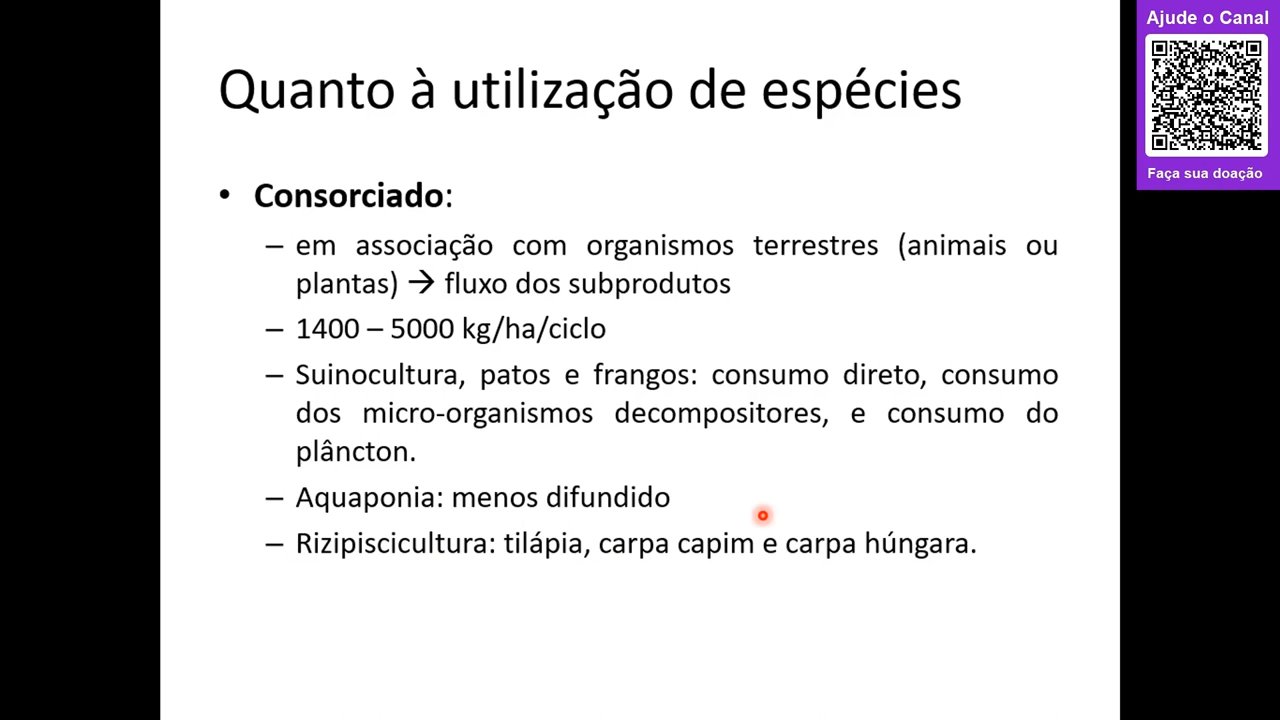 Ajude o Canal
Quanto à utilização de espécies
Faça sua doação
• Consorciado:
– em associação com organismos terrestres (animais ou
plantas) → fluxo dos subprodutos
– 1400 – 5000 kg/ha/ciclo
– Suinocultura, patos e frangos: consumo direto, consumo
dos micro-organismos decompositores, e consumo do
plâncton.
– Aquaponia: menos difundido
– Rizipiscicultura: tilápia, carpa capim e carpa húngara.